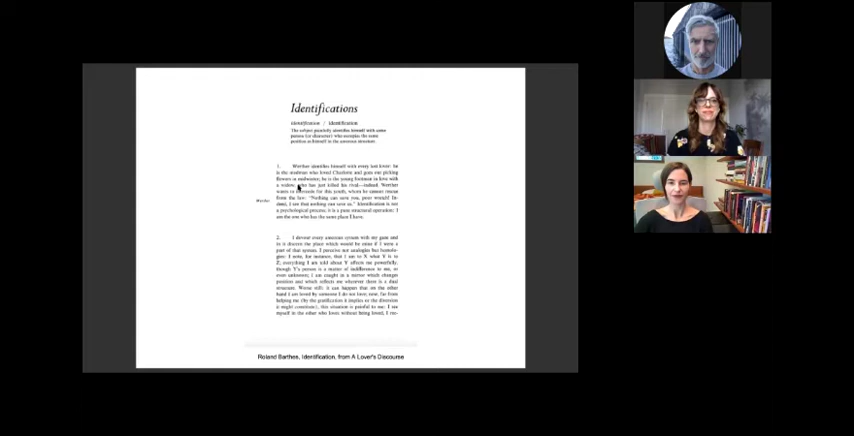 Identifications
identification / identification
The subject painfully identifies himself with some
person (or character) who occupies the same
position as himself in the amorous structure.
1. Werther identifies himself with every lost lover: he
is the madman who loved Charlotte and goes out picking
flowers in midwinter; he is the young footman in love with
a widow, who has just killed his rival—indeed, Werther
wants to intercede for this youth, whom he cannot rescue
from the law: "Nothing can save you, poor wretch! In-
deed, I see that nothing can save us." Identification is not
a psychological process; it is a pure structural operation: I
am the one who has the same place I have.
Werther
2. I devour every amorous system with my gaze and
in it discern the place which would be mine if I were a
part of that system. I perceive not analogies but homolo-
gies: I note, for instance, that I am to X what Y is to
Z; everything I am told about Y affects me powerfully,
though Y's person is a matter of indifference to me, or
even unknown; I am caught in a mirror which changes
position and which reflects me wherever there is a dual
structure. Worse still: it can happen that on the other
hand I am loved by someone I do not love; now, far from
helping me (by the gratification it implies or the diversion
it might constitute), this situation is painful to me: I see
myself in the other who loves without being loved, I rec-
Roland Barthes, Identification, from A Lover's Discourse